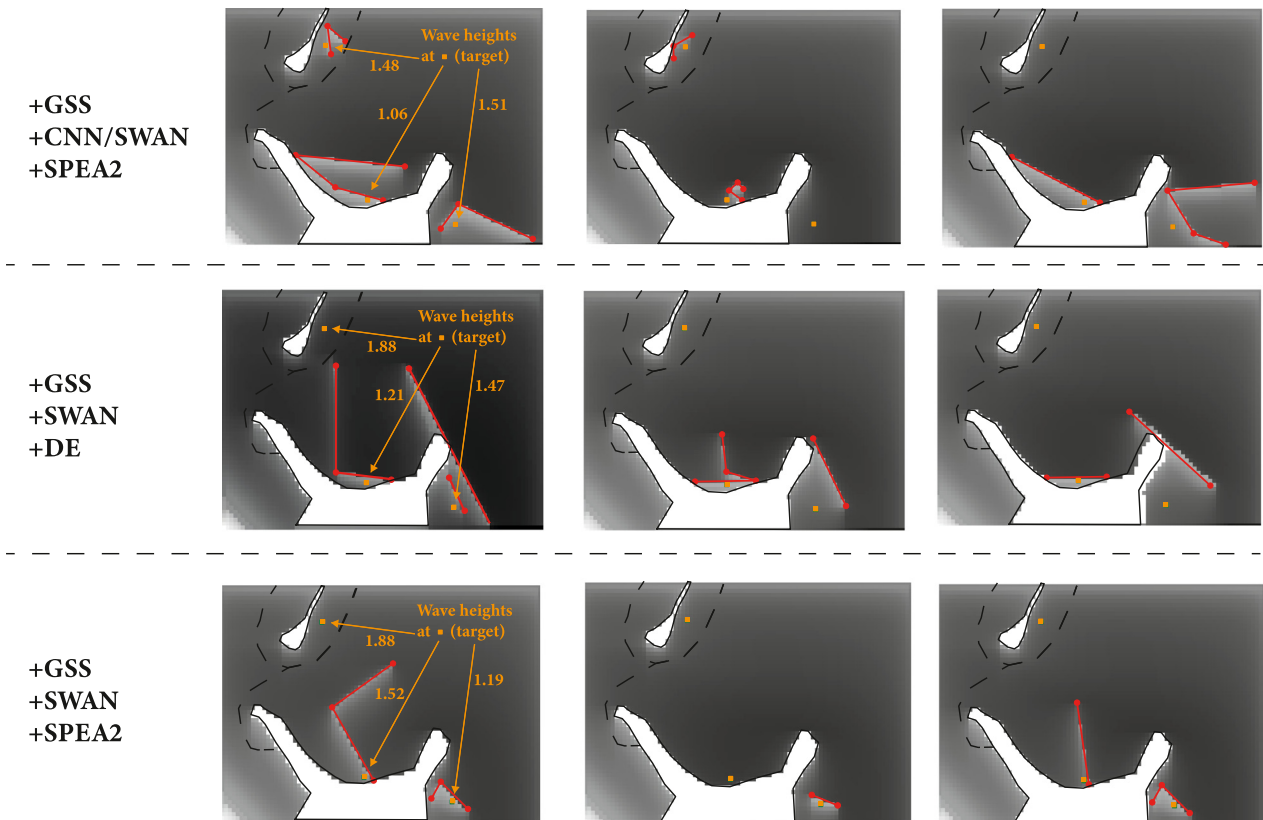 +GSS
+CNN/SWAN
+SPEA2
Wave heights
at (target)
1.48
1.06
1.51
+GSS
+SWAN
+DE
Wave heights
at (target)
1.88
1.21
1.47
+GSS
+SWAN
+SPEA2
Wave heights
at (target)
1.88
1.52
1.19